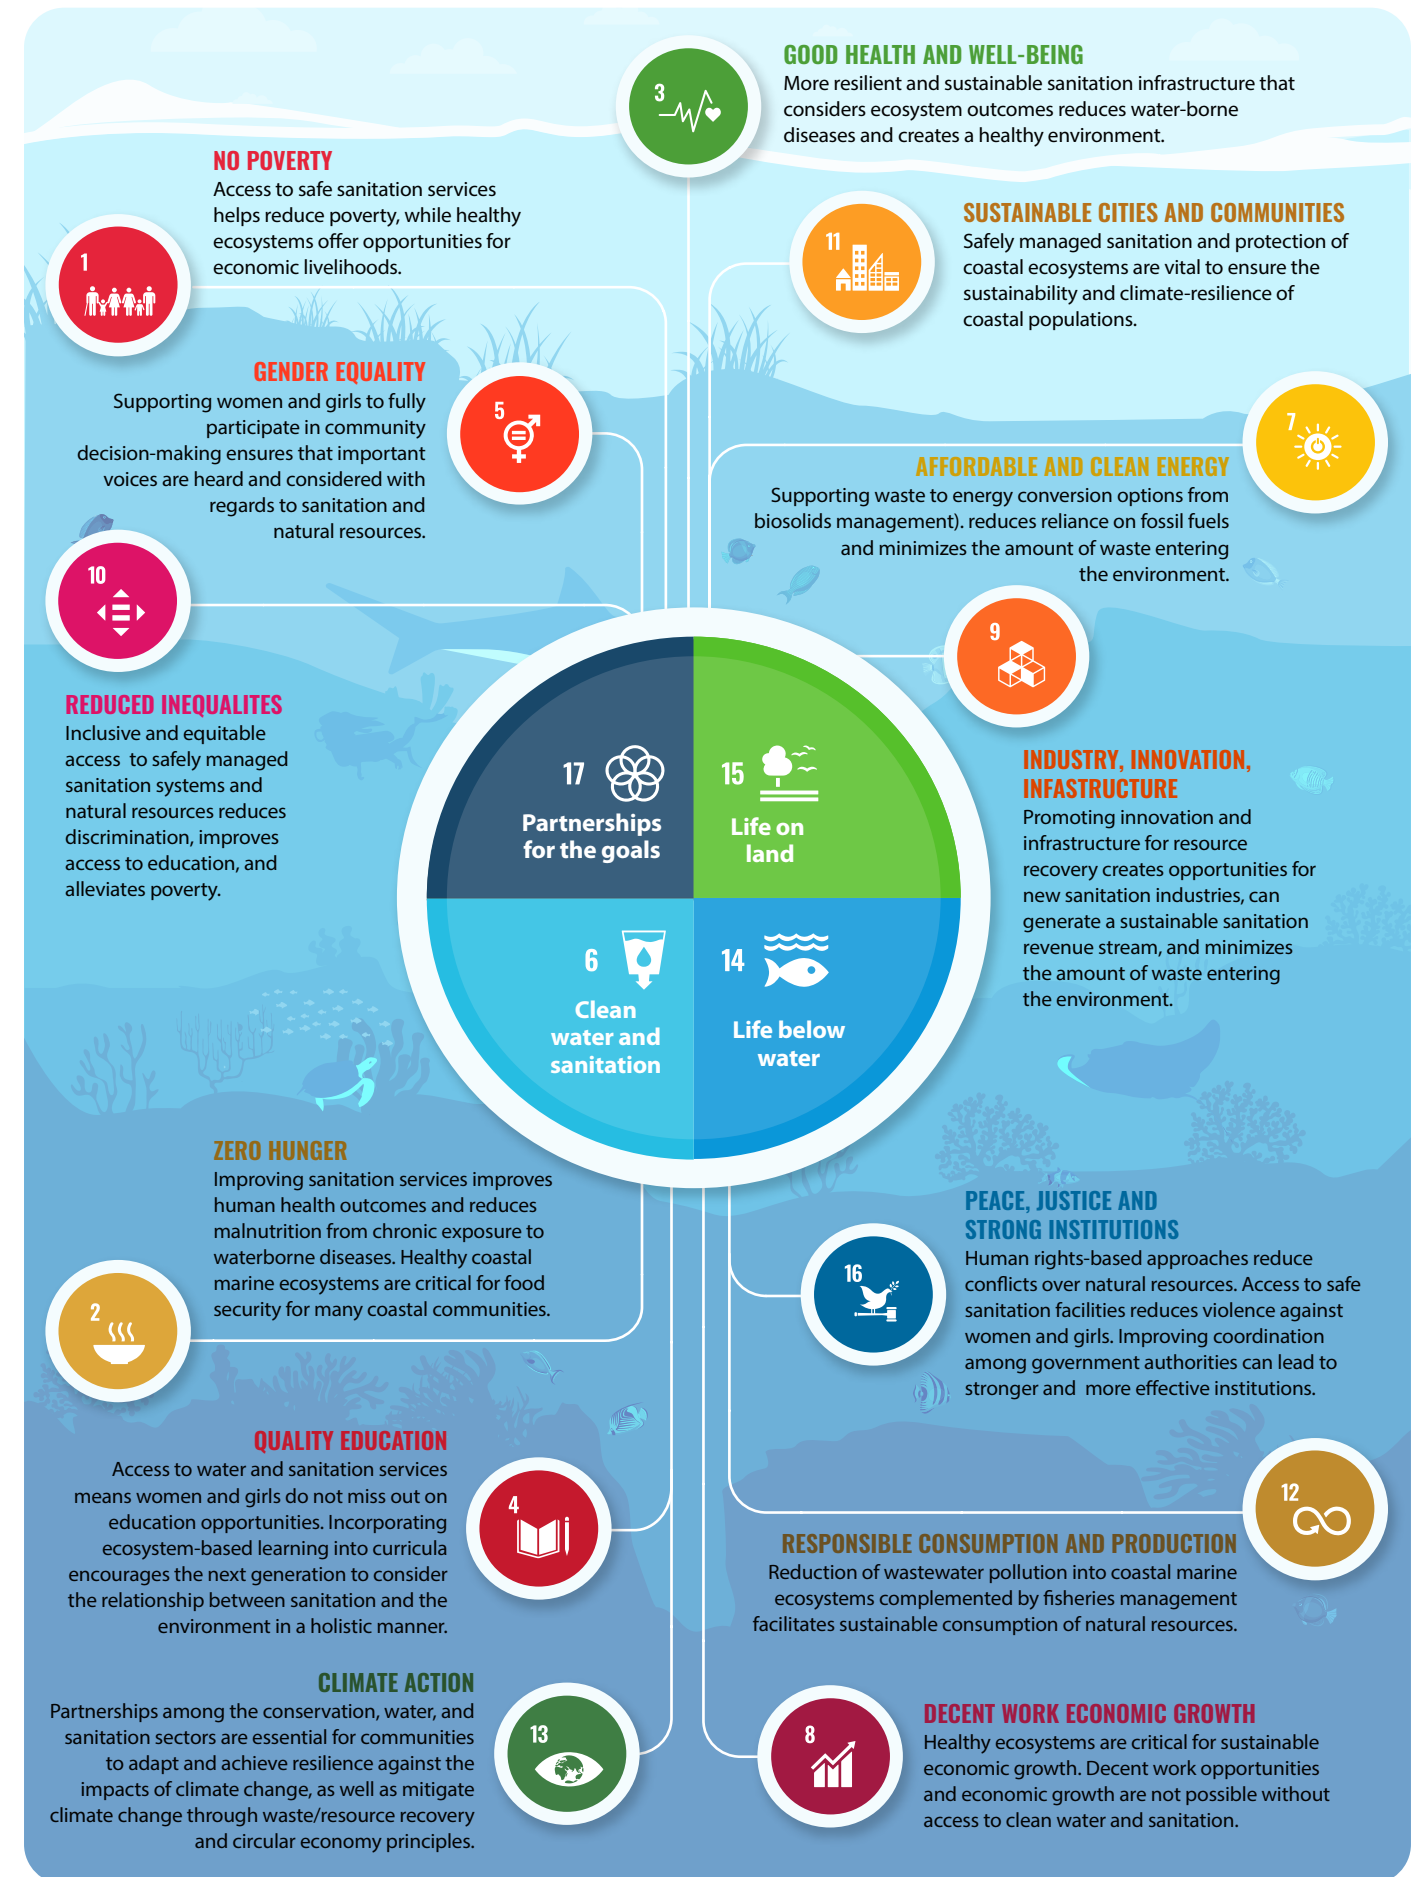 3
GOOD HEALTH AND WELL-BEING
More resilient and sustainable sanitation infrastructure that
considers ecosystem outcomes reduces water-borne
diseases and creates a healthy environment.
1
NO POVERTY
Access to safe sanitation services
helps reduce poverty, while healthy
ecosystems offer opportunities for
economic livelihoods.
11
SUSTAINABLE CITIES AND COMMUNITIES
Safely managed sanitation and protection of
coastal ecosystems are vital to ensure the
sustainability and climate-resilience of
coastal populations.
5
GENDER EQUALITY
Supporting women and girls to fully
participate in community
decision-making ensures that important
voices are heard and considered with
regards to sanitation and
natural resources.
7
AFFORDABLE AND CLEAN ENERGY
Supporting waste to energy conversion options from
biosolids management). reduces reliance on fossil fuels
and minimizes the amount of waste entering
the environment.
10
REDUCED INEQUALITES
Inclusive and equitable
access  to safely managed
sanitation systems and
natural resources reduces
discrimination, improves
access to education, and
alleviates poverty.
9
INDUSTRY, INNOVATION,
INFASTRUCTURE
Promoting innovation and
infrastructure for resource
recovery creates opportunities for
new sanitation industries, can
generate a sustainable sanitation
revenue stream, and minimizes
the amount of waste entering
the environment.
17
Partnerships
for the goals
15
Life on
land
6
Clean
water and
sanitation
14
Life below
water
2
ZERO HUNGER
Improving sanitation services improves
human health outcomes and reduces
malnutrition from chronic exposure to
waterborne diseases. Healthy coastal
marine ecosystems are critical for food
security for many coastal communities.
16
PEACE, JUSTICE AND
STRONG INSTITUTIONS
Human rights-based approaches reduce
conflicts over natural resources. Access to safe
sanitation facilities reduces violence against
women and girls. Improving coordination
among government authorities can lead to
stronger and  more effective institutions.
4
QUALITY EDUCATION
Access to water and sanitation services
means women and girls do not miss out on
education opportunities. Incorporating
ecosystem-based learning into curricula
encourages the next generation to consider
the relationship between sanitation and the
environment in a holistic manner.
12
RESPONSIBLE CONSUMPTION AND PRODUCTION
Reduction of wastewater pollution into coastal marine
ecosystems complemented by fisheries management
facilitates sustainable consumption of natural resources.
13
CLIMATE ACTION
Partnerships among the conservation, water, and
sanitation sectors are essential for communities
to adapt and achieve resilience against the
impacts of climate change, as well as mitigate
climate change through waste/resource recovery
and circular economy principles.
8
DECENT WORK ECONOMIC GROWTH
Healthy ecosystems are critical for sustainable
economic growth. Decent work opportunities
and economic growth are not possible without
access to clean water and sanitation.